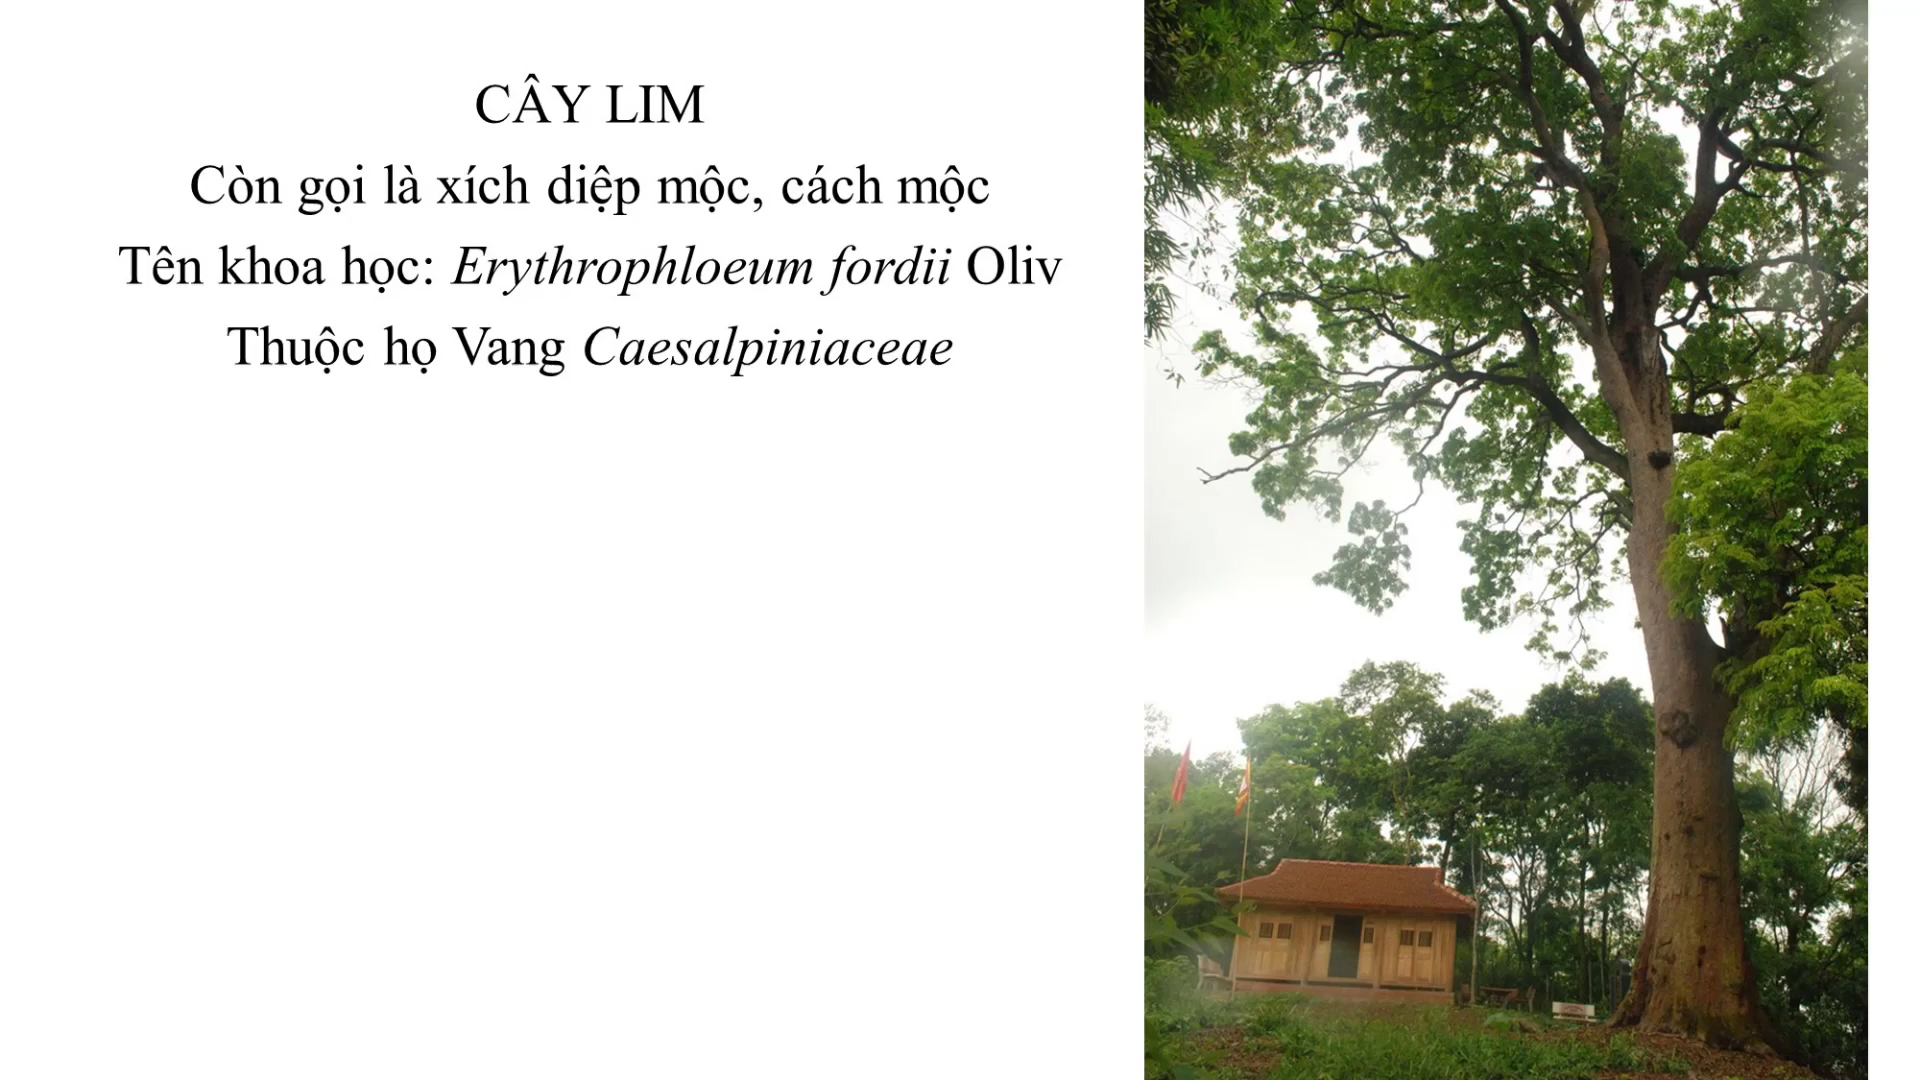 CÂY LIM
Còn gọi là xích diệp mộc, cách mộc
Tên khoa học: Erythrophloeum fordii Oliv
Thuộc họ Vang Caesalpiniaceae